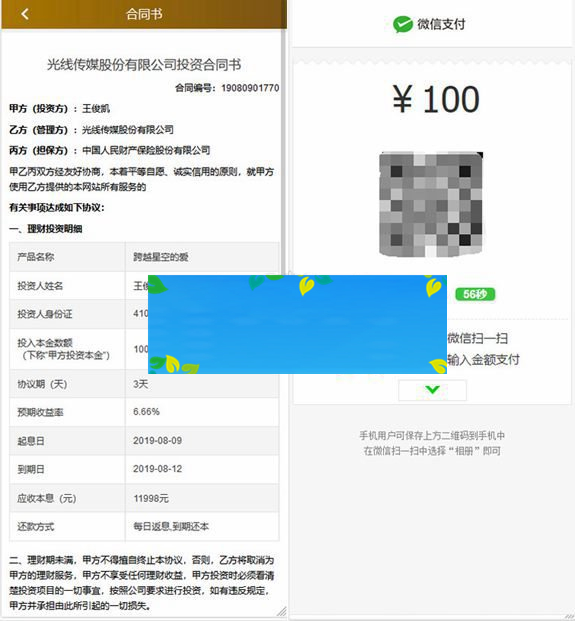 合同书
光线传媒股份有限公司投资合同书
合同编号：19080901770
甲方（投资方）：王俊凯
乙方（管理方）：光线传媒股份有限公司
丙方（担保方）：中国人民财产保险股份有限公司
甲乙丙双方经友好协商，本着平等自愿、诚实信用的原则，就甲方
使用乙方提供的本网站所有服务的
有关事项达成如下协议：
一、理财投资明细
产品名称 跨越星空的爱
投资人姓名 王俊
投资人身份证 410
投入本金数额
（下称“甲方投资本金”） 100
协议期（天） 3天
预期收益率 6.66%
起息日 2019-08-09
到期日 2019-08-12
应收本息（元） 11998元
还款方式 每日返息,到期还本
二、理财期未满，甲方不得擅自终止本协议，否则，乙方将取消为
甲方的理财服务，甲方不享受任何理财收益，甲方投资时必须看清
楚投资项目的一切事宜，按照公司要求进行投资，如有违反规定，
甲方并承担由此所引起的一切损失。
微信支付
￥100
56秒
微信扫一扫
输入金额支付
手机用户可保存上方二维码到手机中
在微信扫一扫中选择“相册”即可